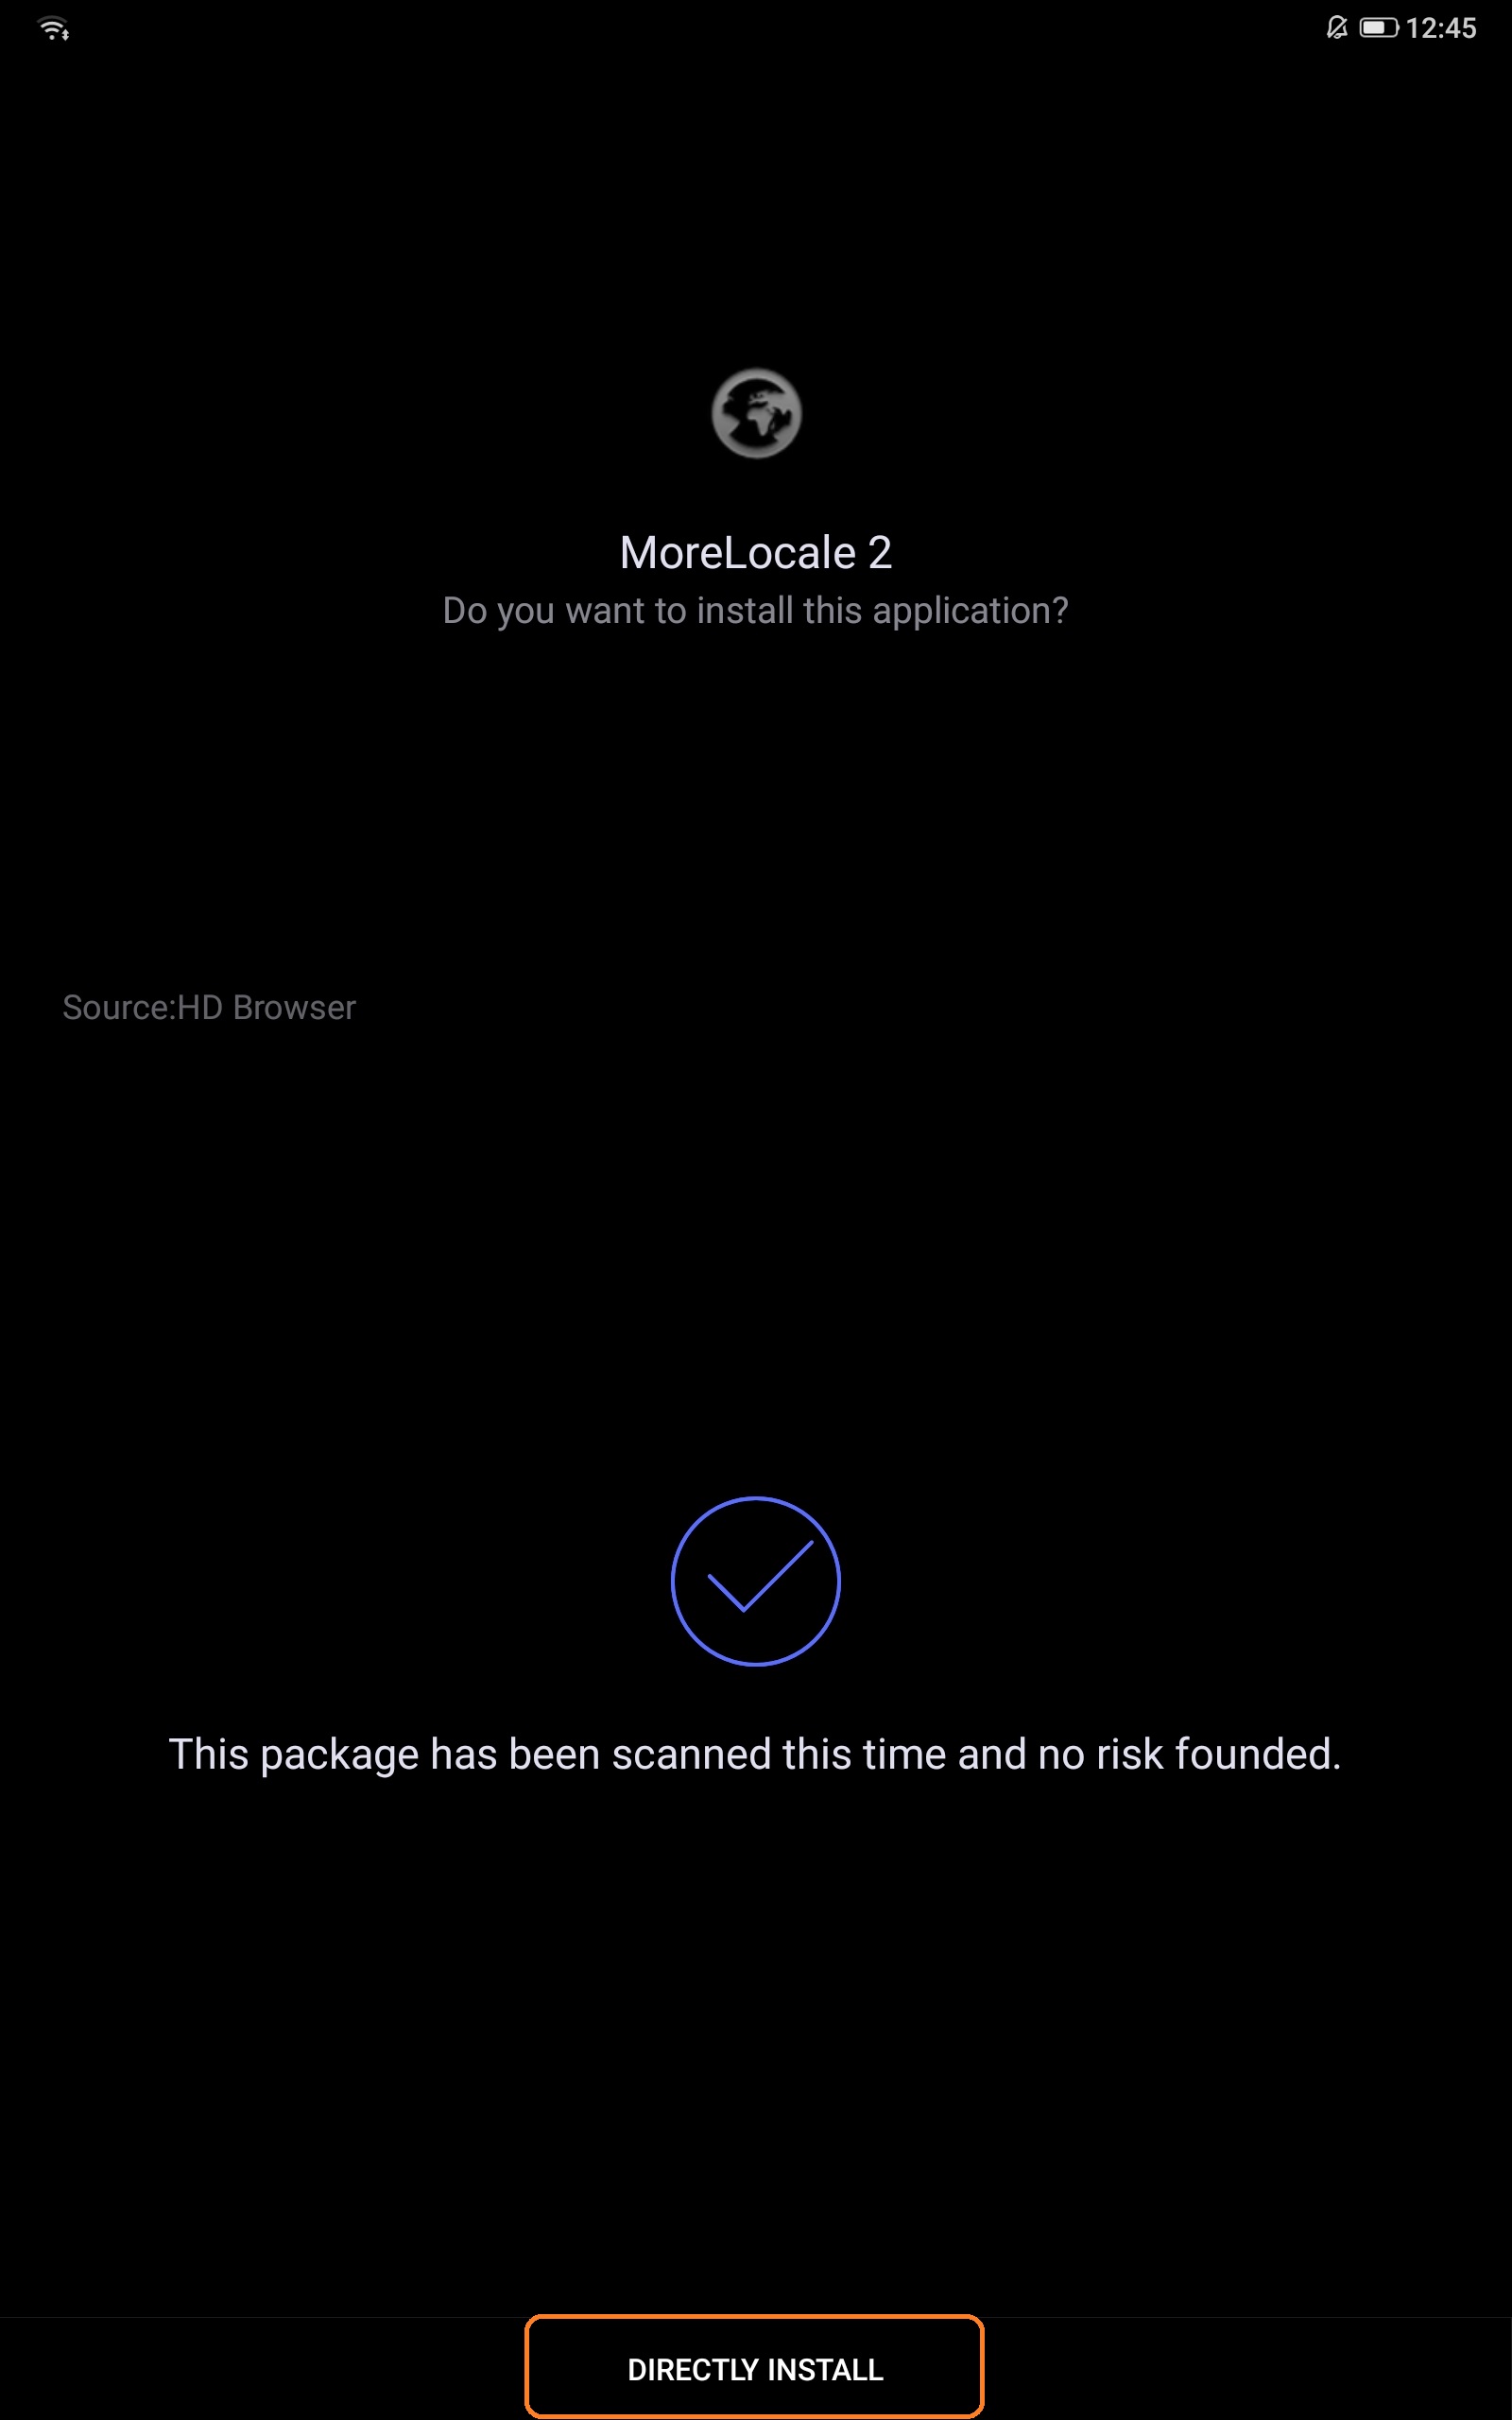 12:45
MoreLocale 2
Do you want to install this application?
Source:HD Browser
This package has been scanned this time and no risk founded.
DIRECTLY INSTALL